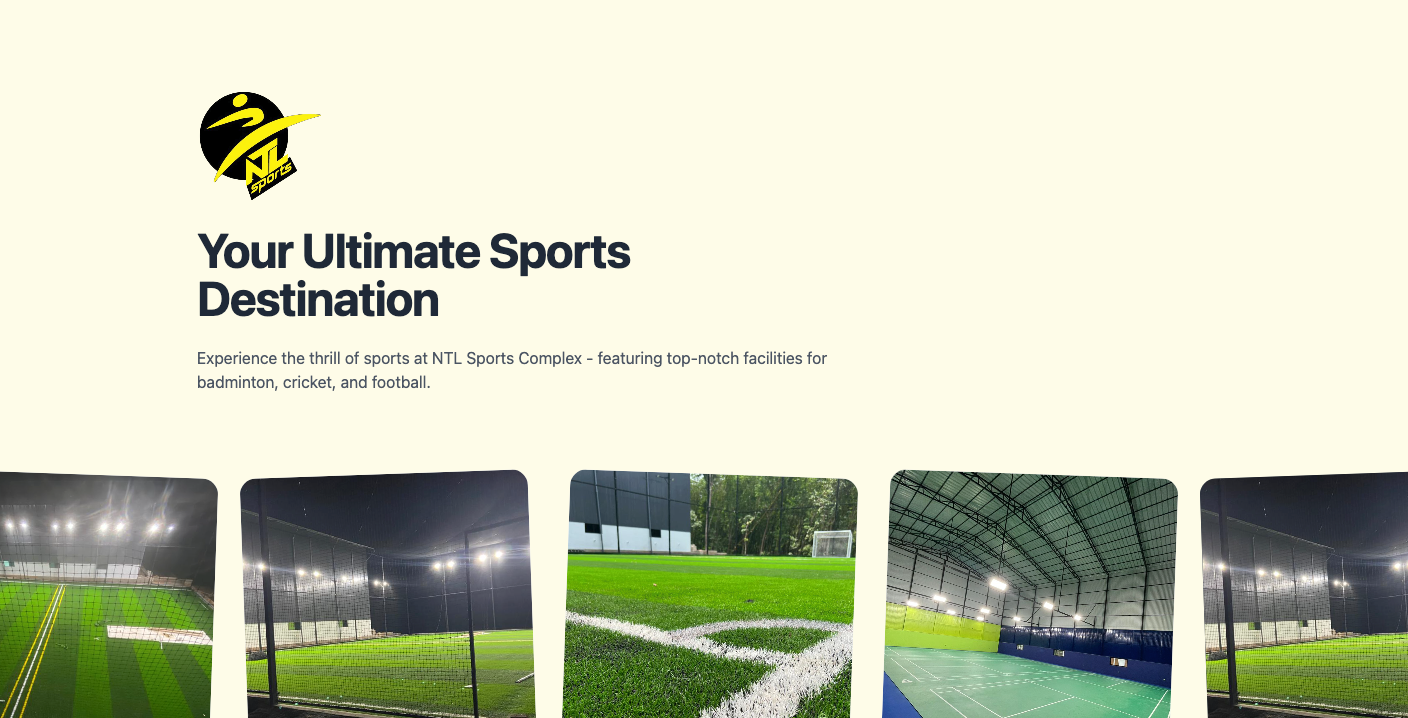 NTL
sports
Your Ultimate Sports
Destination
Experience the thrill of sports at NTL Sports Complex - featuring top-notch facilities for
badminton, cricket, and football.